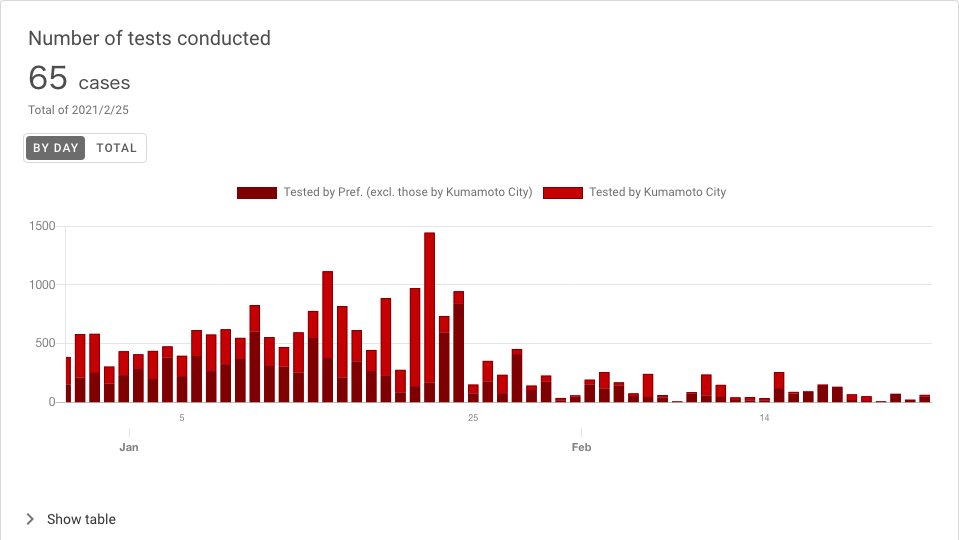 Number of tests conducted
65 cases
Total of 2021/2/25
BY DAY TOTAL
Tested by Pref. (excl. those by Kumamoto City) Tested by Kumamoto City
1500
1000
500
0
5 25 14
Jan Feb
Show table